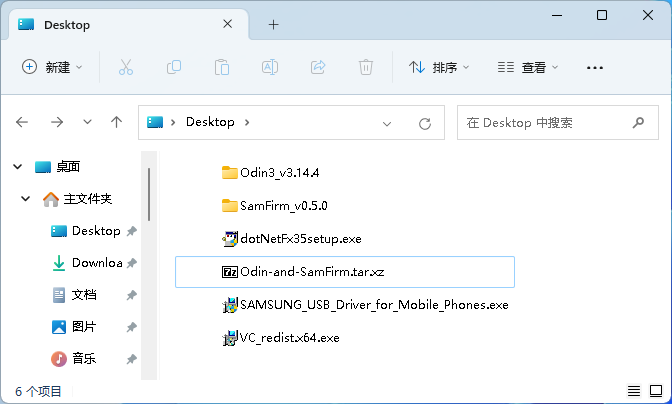 Desktop
新建
排序
查看
Desktop
在 Desktop 中搜索
桌面
主文件夹
Desktop
Downloa
文档
图片
音乐
Odin3_v3.14.4
SamFirm_v0.5.0
dotNetFx35setup.exe
Odin-and-SamFirm.tar.xz
SAMSUNG_USB_Driver_for_Mobile_Phones.exe
VC_redist.x64.exe
6 个项目